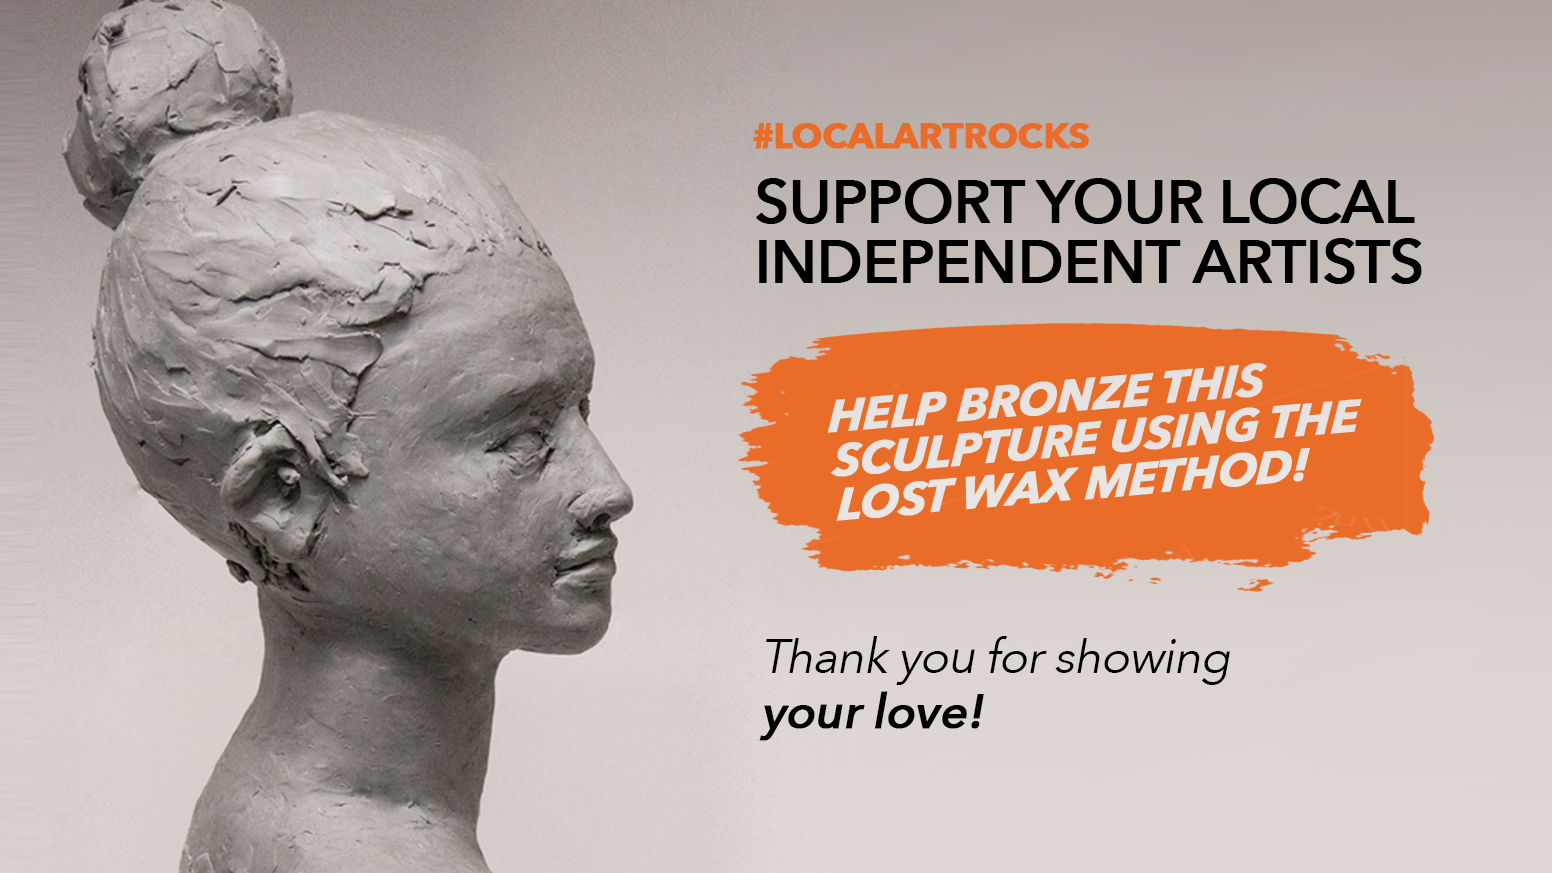 #LOCALARTROCKS
SUPPORT YOUR LOCAL
INDEPENDENT ARTISTS
HELP BRONZE THIS
SCULPTURE USING THE
LOST WAX METHOD!
Thank you for showing
your love!